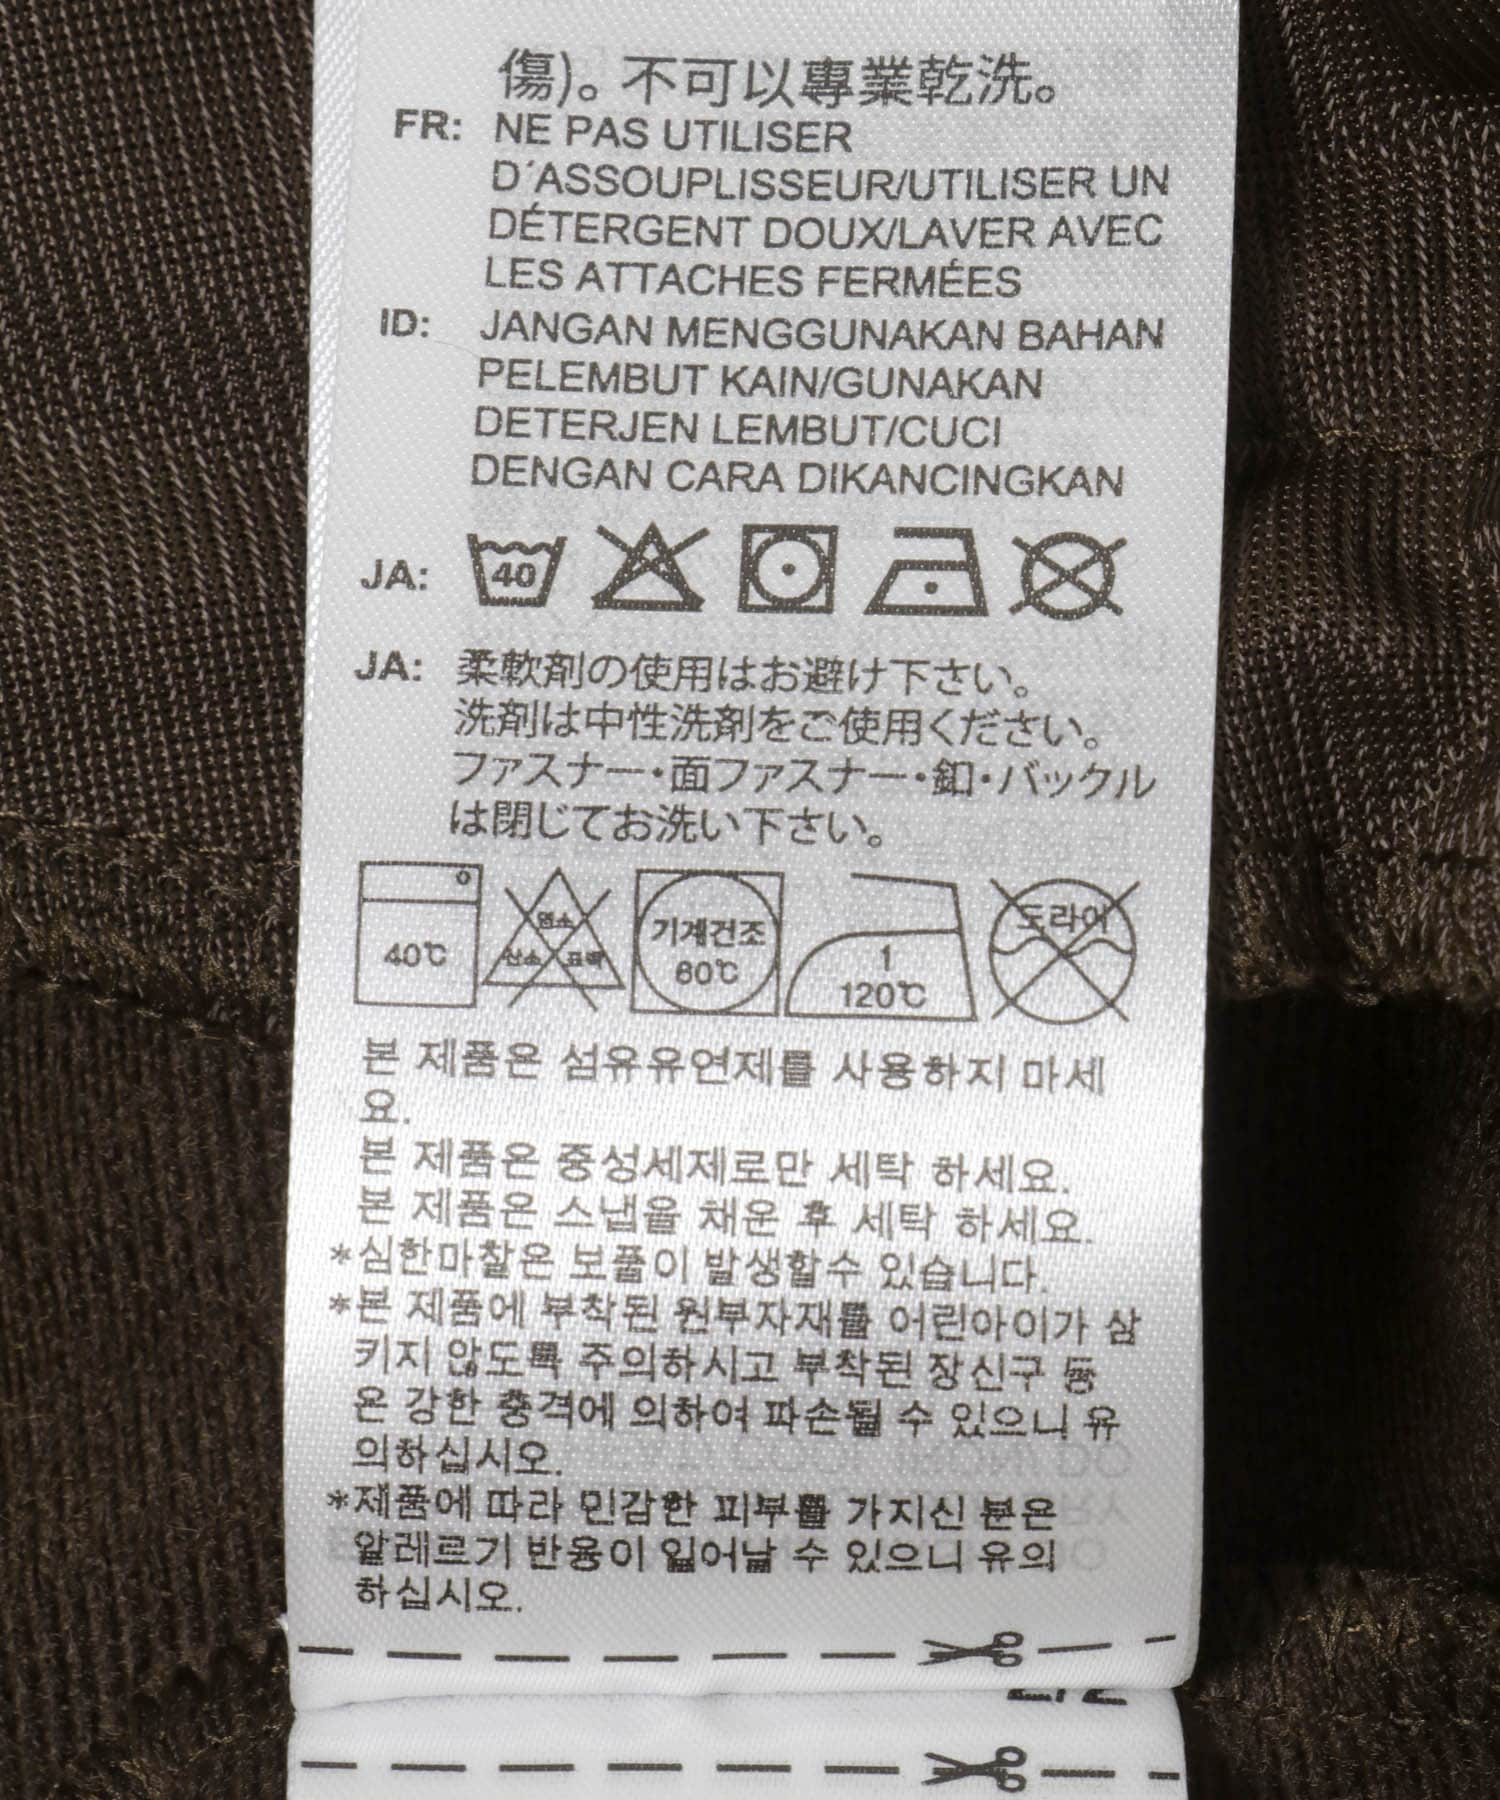 傷)。不可以專業乾洗。
FR: NE PAS UTILISER
D´ASSOUPLISSEUR/UTILISER UN
DÉTERGENT DOUX/LAVER AVEC
LES ATTACHES FERMÉES
ID: JANGAN MENGGUNAKAN BAHAN
PELEMBUT KAIN/GUNAKAN
DETERJEN LEMBUT/CUCI
DENGAN CARA DIKANCINGKAN
JA: 40
JA: 柔軟剤の使用はお避け下さい。
洗剤は中性洗剤をご使用ください。
ファスナー・面ファスナー・釦・バックル
は閉じてお洗い下さい。
40℃ 염소 산소 표백 기계건조 60℃ 1 120℃ 드라이
본 제품은 섬유유연제를 사용하지 마세
요.
본 제품은 중성세제로만 세탁 하세요.
본 제품은 스냅을 채운 후 세탁 하세요.
*심한마찰은 보풀이 발생할수 있습니다.
*본 제품에 부착된 원부자재를 어린아이가 삼
키지 않도록 주의하시고 부착된 장신구 등
은 강한 충격에 의하여 파손될 수 있으니 유
의하십시오.
*제품에 따라 민감한 피부를 가지신 분은
알레르기 반응이 일어날 수 있으니 유의
하십시오.